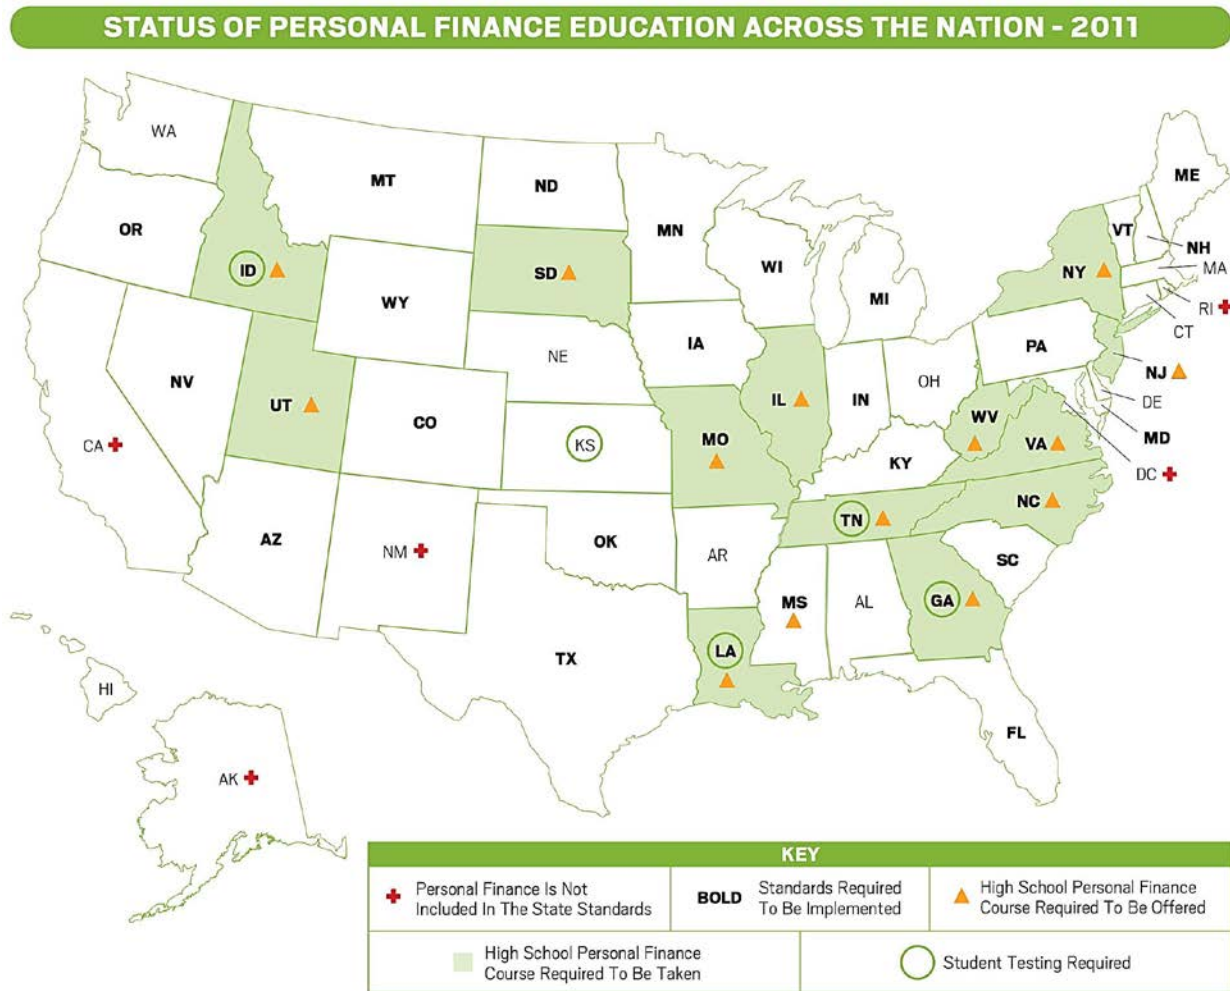 STATUS OF PERSONAL FINANCE EDUCATION ACROSS THE NATION - 2011
WA
MT
ND
MN
ME
OR
ID
SD
WI
MI
NY
VT
NH
MA
RI
CT
WY
IA
NE
PA
NJ
NV
UT
CO
KS
IL
IN
OH
DE
MD
DC
CA
MO
WV
VA
KY
NC
AZ
NM
OK
AR
TN
SC
MS
AL
GA
TX
LA
FL
HI
AK
KEY
Personal Finance Is Not
Included In The State Standards
BOLD
Standards Required
To Be Implemented
High School Personal Finance
Course Required To Be Offered
High School Personal Finance
Course Required To Be Taken
Student Testing Required